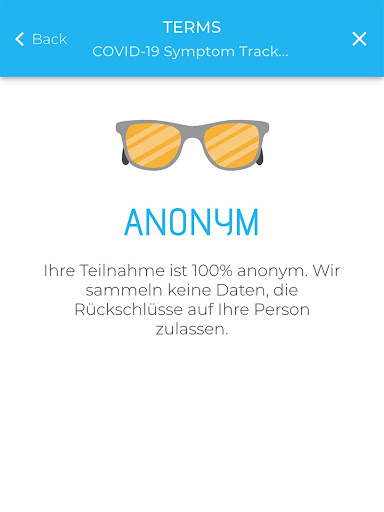 TERMS
Back
COVID-19 Symptom Track...
ANONYM
Ihre Teilnahme ist 100% anonym. Wir
sammeln keine Daten, die
Rückschlüsse auf Ihre Person
zulassen.